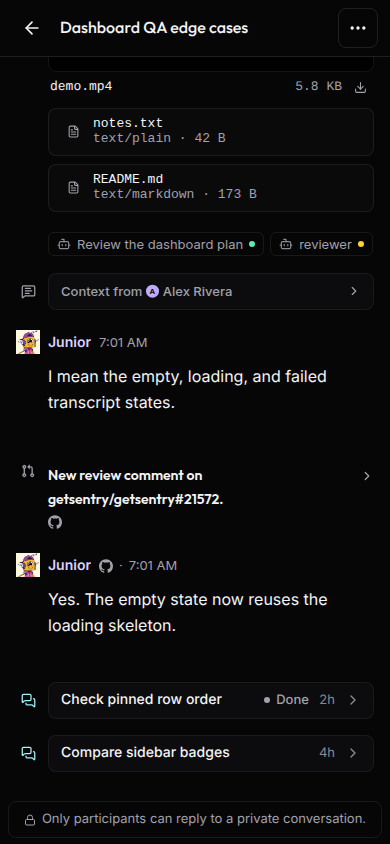 Dashboard QA edge cases
demo.mp4 5.8 KB
notes.txt
text/plain · 42 B
README.md
text/markdown · 173 B
Review the dashboard plan reviewer
Context from A Alex Rivera
Junior 7:01 AM
I mean the empty, loading, and failed
transcript states.
New review comment on
getsentry/getsentry#21572.
Junior · 7:01 AM
Yes. The empty state now reuses the
loading skeleton.
Check pinned row order Done 2h
Compare sidebar badges 4h
Only participants can reply to a private conversation.